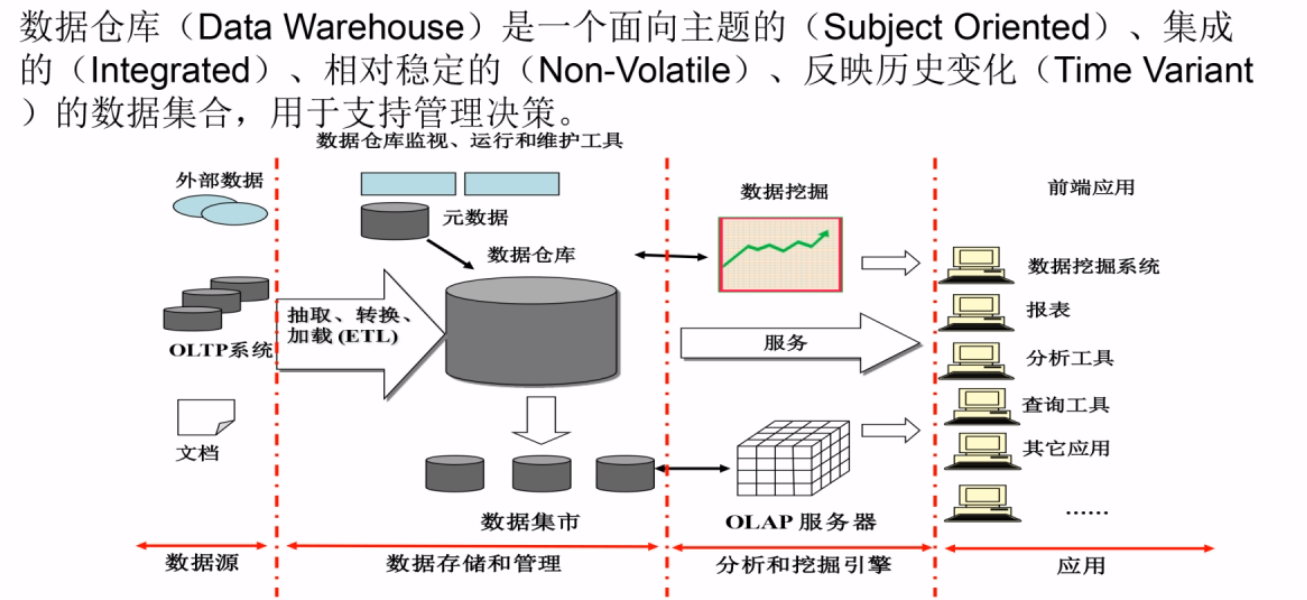 数据仓库（Data Warehouse）是一个面向主题的（Subject Oriented）、集成
的（Integrated）、相对稳定的（Non-Volatile）、反映历史变化（Time Variant
）的数据集合，用于支持管理决策。
数据仓库监视、运行和维护工具
外部数据
元数据
数据仓库
抽取、转换、
加载 (ETL)
OLTP系统
文档
数据集市
数据挖掘
服务
OLAP 服务器
前端应用
数据挖掘系统
报表
分析工具
查询工具
其它应用
......
数据源
数据存储和管理
分析和挖掘引擎
应用